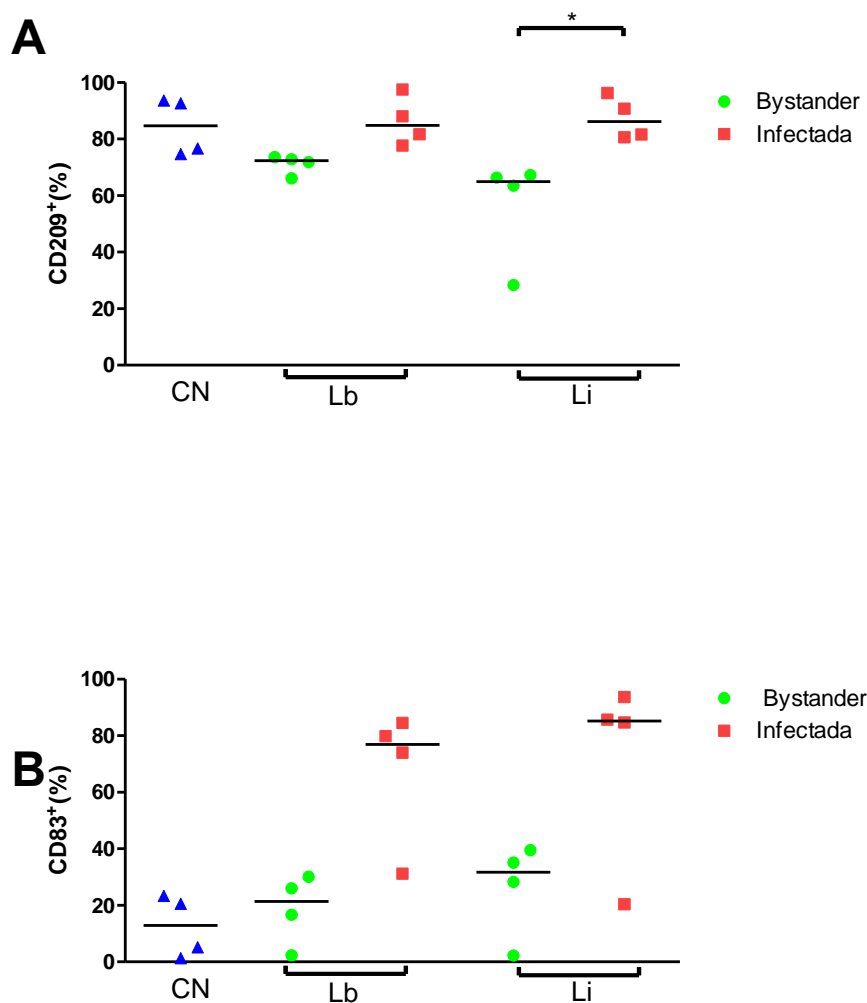 A
*
CD209⁺(%)
100
80
60
40
20
0
CN
Lb
Li
Bystander
Infectada
B
CD83⁺(%)
100
80
60
40
20
0
CN
Lb
Li
Bystander
Infectada